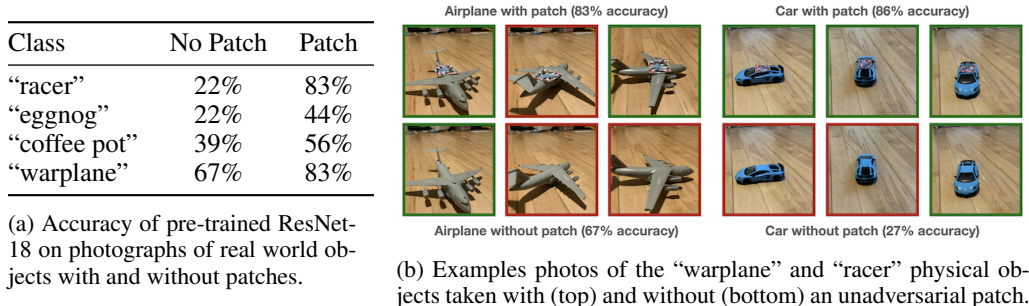 Class No Patch Patch
“racer” 22% 83%
“eggnog” 22% 44%
“coffee pot” 39% 56%
“warplane” 67% 83%
(a) Accuracy of pre-trained ResNet-
18 on photographs of real world ob-
jects with and without patches.
Airplane with patch (83% accuracy)
Car with patch (86% accuracy)
Airplane without patch (67% accuracy)
Car without patch (27% accuracy)
(b) Examples photos of the “warplane” and “racer” physical ob-
jects taken with (top) and without (bottom) an unadversarial patch.